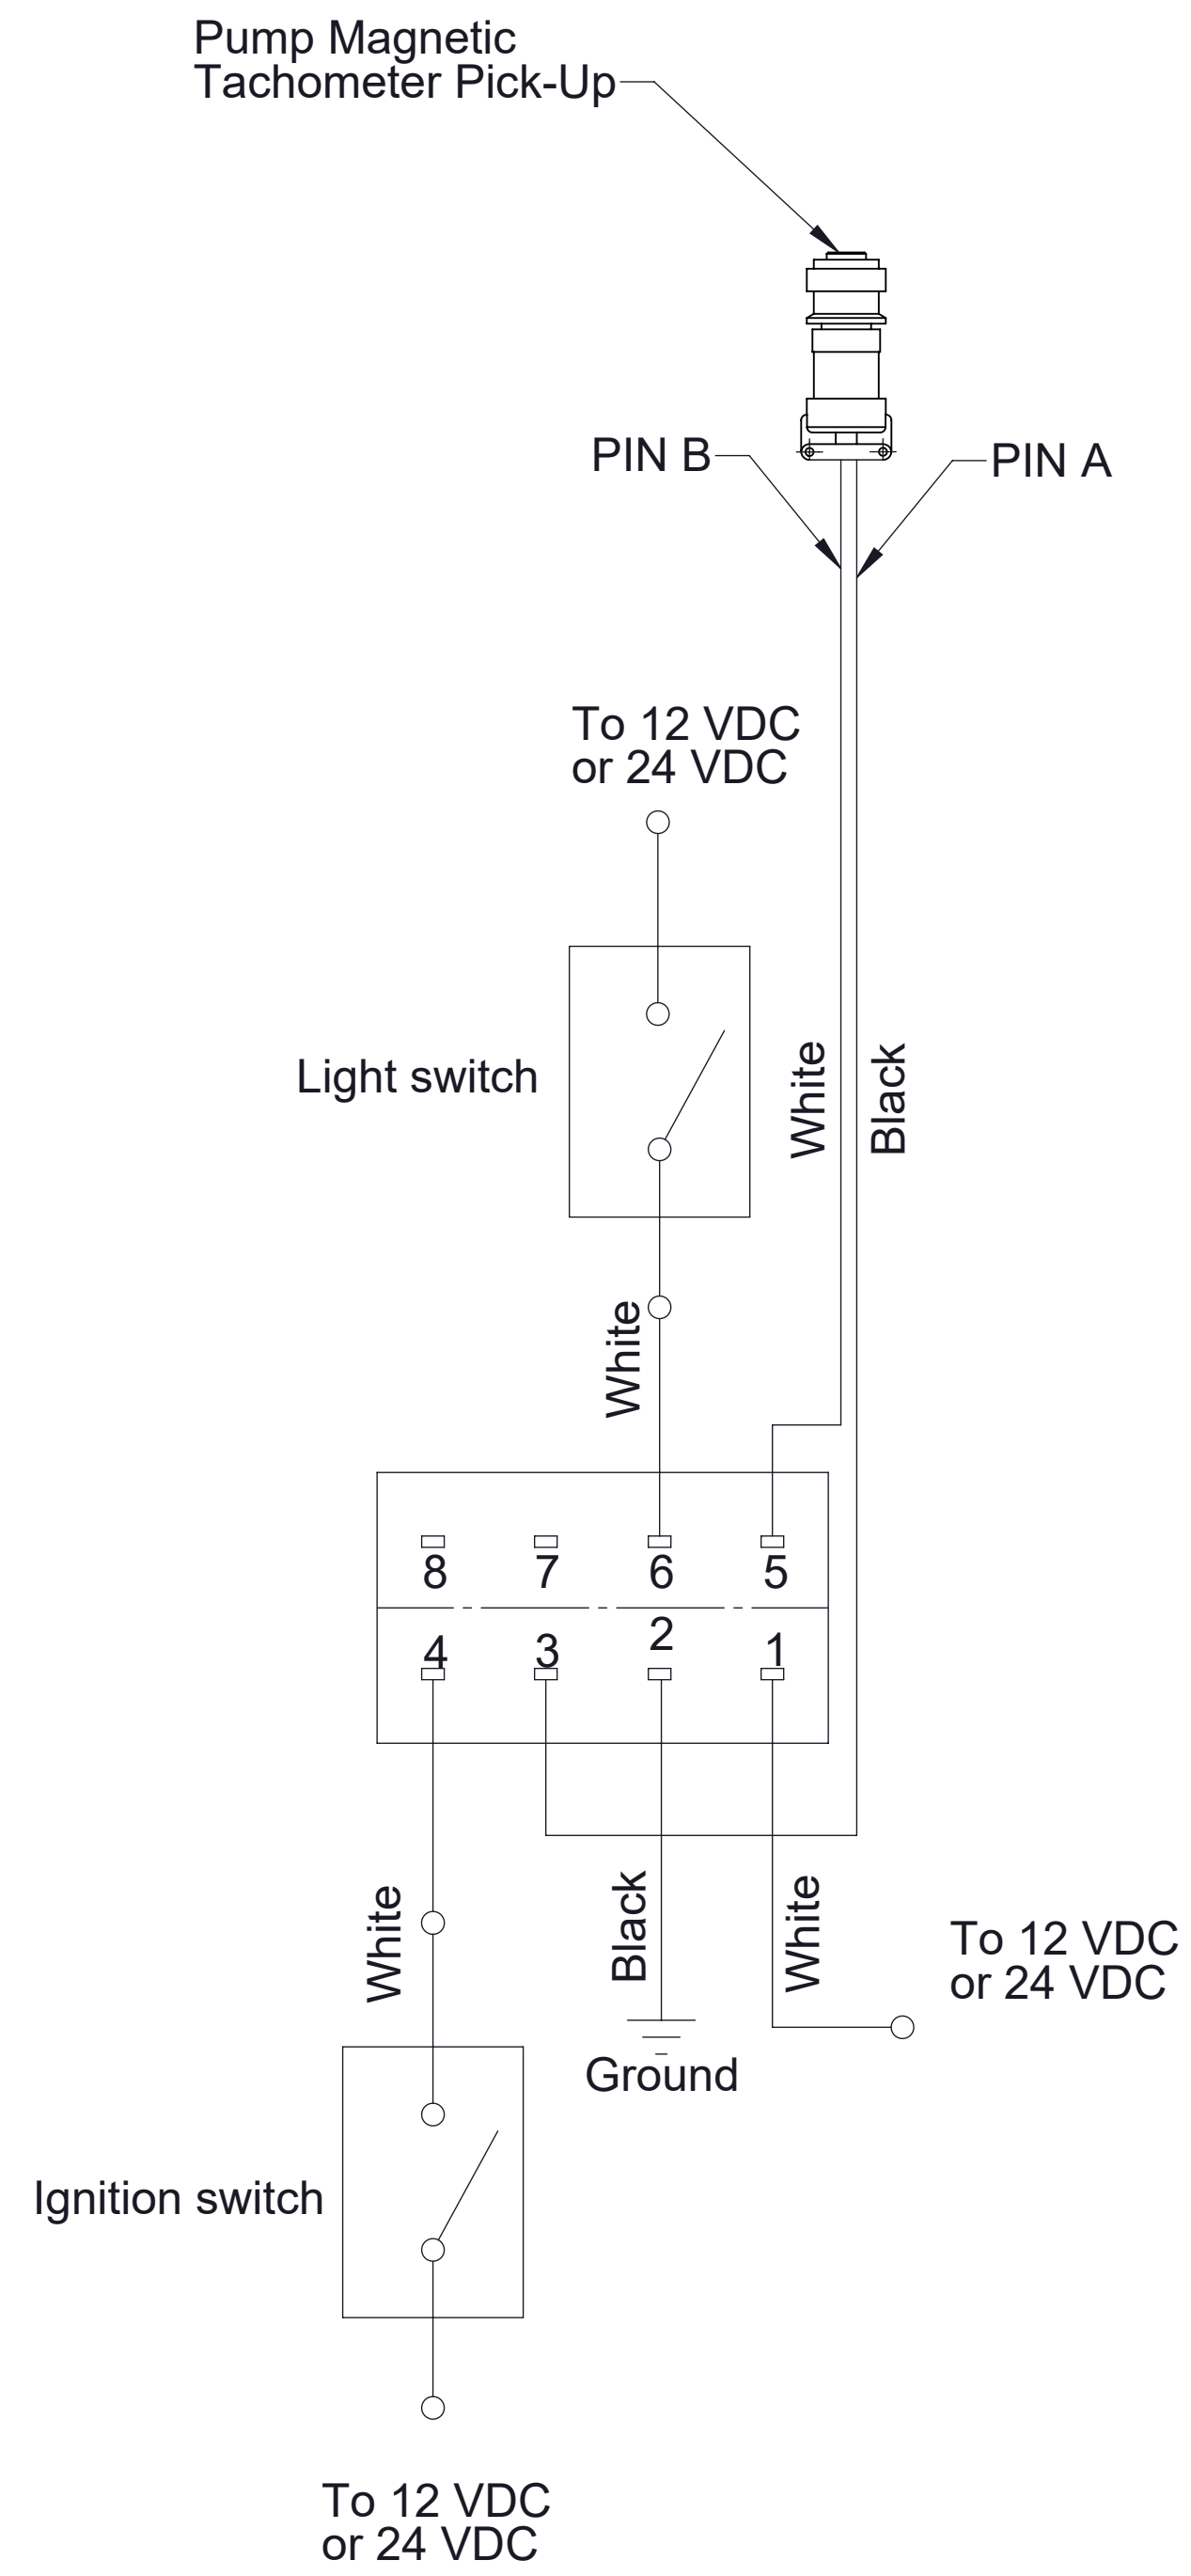 Pump Magnetic
Tachometer Pick-Up
PIN B
PIN A
To 12 VDC
or 24 VDC
Light switch
White
Black
White
8 7 6 5
4 3 2 1
White
Black
White
To 12 VDC
or 24 VDC
Ground
Ignition switch
To 12 VDC
or 24 VDC